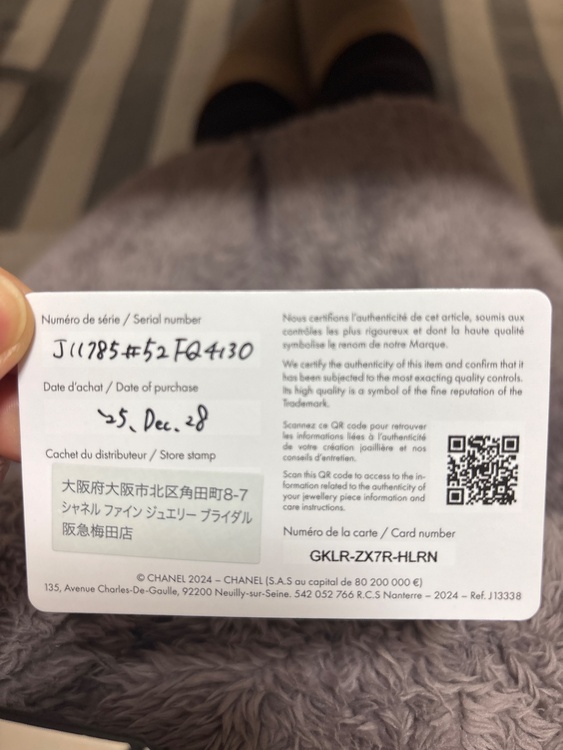 Numéro de série / Serial number
J11785#52 FQ4130
Date d'achat / Date of purchase
'25. Dec. 28
Cachet du distributeur / Store stamp
大阪府大阪市北区角田町8-7
シャネル ファイン ジュエリー ブライダル
阪急梅田店
Nous certifions l'authenticité de cet article, soumis aux
contrôles les plus rigoureux et dont la haute qualité
symbolise le renom de notre Marque.
We certify the authenticity of this item and confirm that it
has been subjected to the most exacting quality controls.
Its high quality is a symbol of the fine reputation of the
Trademark.
Scannez ce QR code pour retrouver
les informations liées à l'authenticité
de votre création joaillière et nos
conseils d'entretien.
Scan this QR code to access to the in-
formation related to the authenticity of
your jewellery piece information and
care instructions.
Numéro de la carte / Card number
GKLR-ZX7R-HLRN
© CHANEL 2024 – CHANEL (S.A.S au capital de 80 200 000 €)
135, Avenue Charles-De-Gaulle, 92200 Neuilly-sur-Seine. 542 052 766 R.C.S Nanterre – 2024 – Ref. J13338